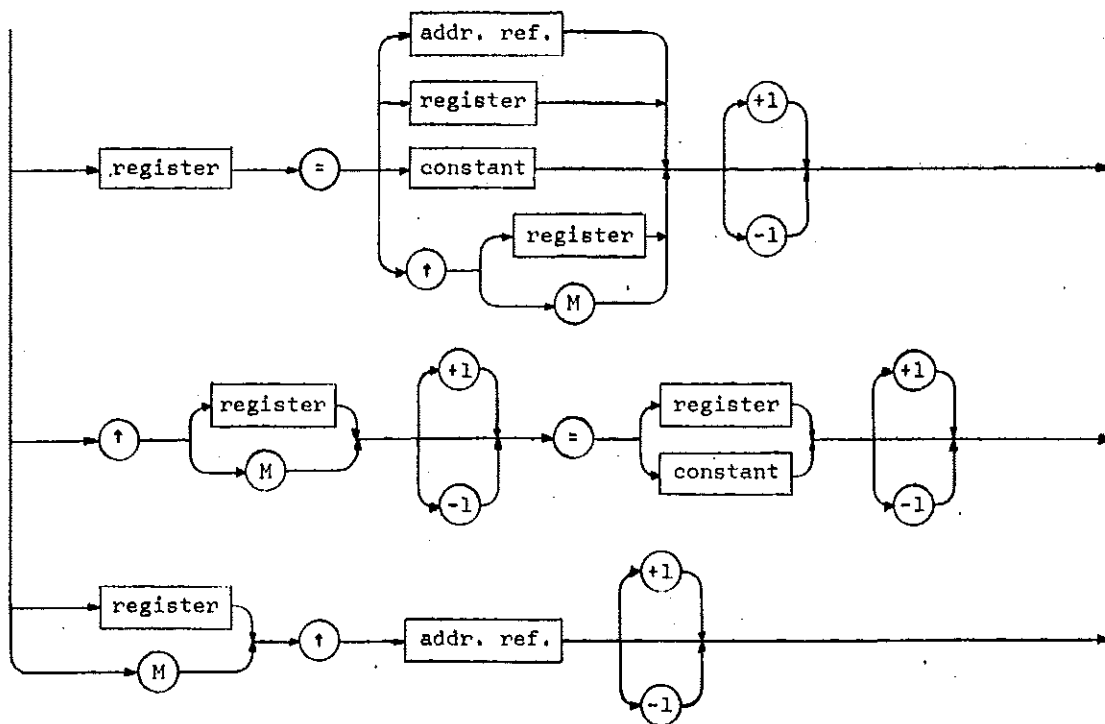 addr. ref.
register
+1
register
=
constant
register
-1
↑
M
register
+1
register
+1
↑
=
M
constant
-1
-1
register
+1
↑
addr. ref.
M
-1